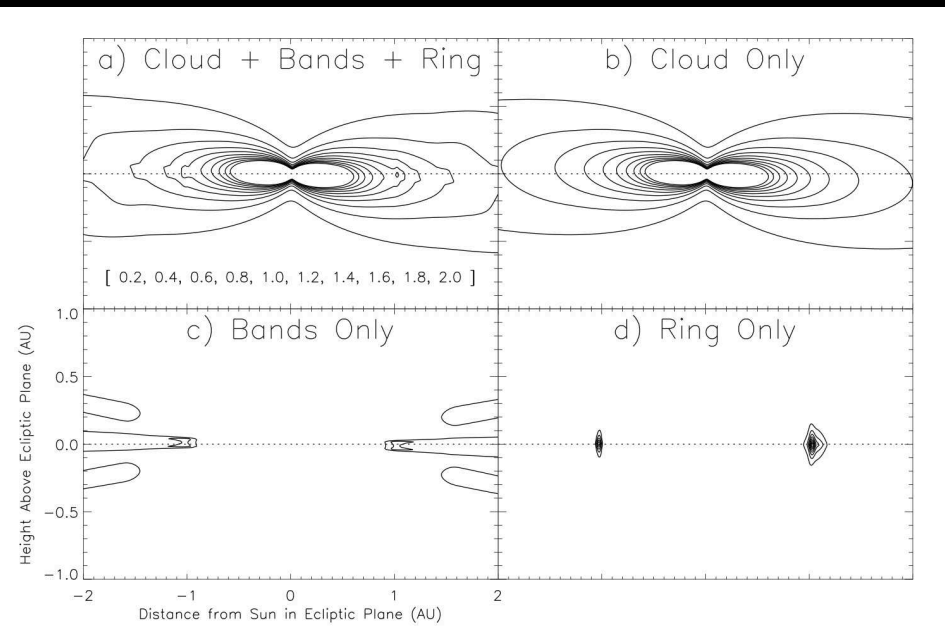 a) Cloud + Bands + Ring
b) Cloud Only
[ 0.2, 0.4, 0.6, 0.8, 1.0, 1.2, 1.4, 1.6, 1.8, 2.0 ]
c) Bands Only
d) Ring Only
1.0
0.5
0.0
−0.5
−1.0
Height Above Ecliptic Plane (AU)
−2 −1 0 1 2
Distance from Sun in Ecliptic Plane (AU)